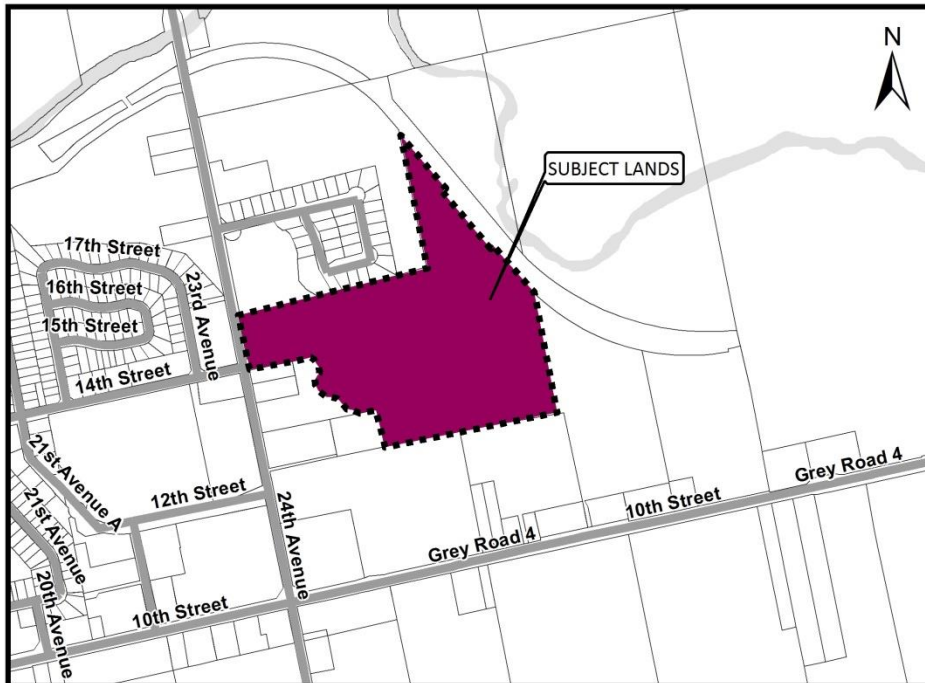 N
SUBJECT LANDS
17th Street
16th Street
15th Street
23rd Avenue
14th Street
21st Avenue A
21st Avenue
20th Avenue
12th Street
24th Avenue
10th Street
Grey Road 4
10th Street
Grey Road 4